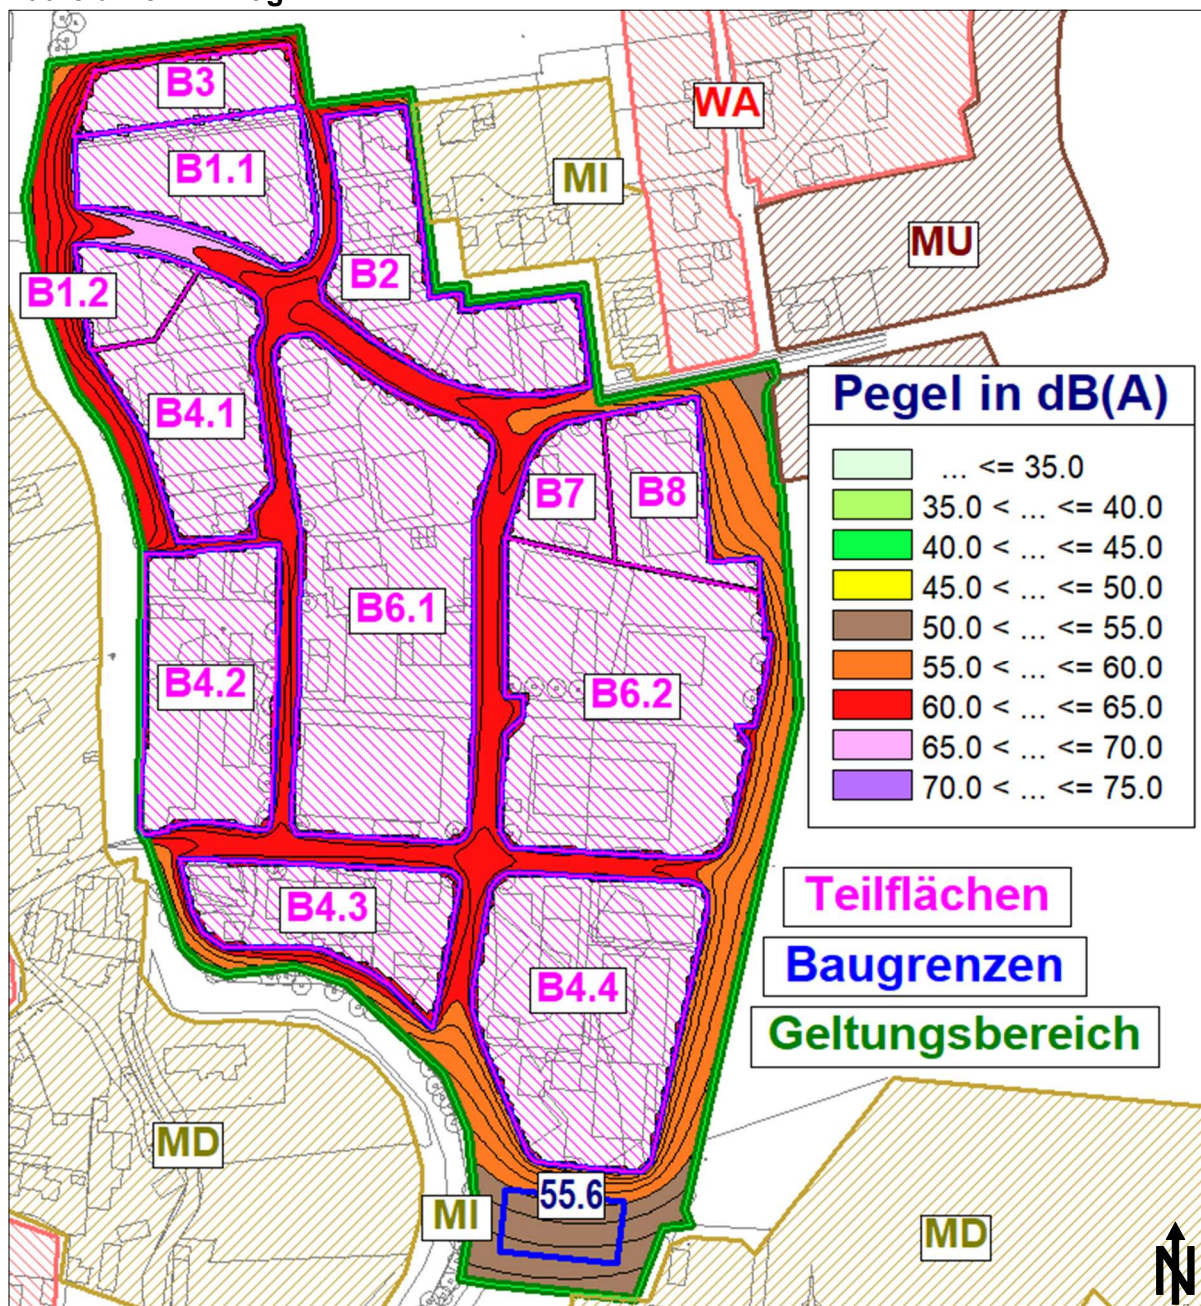 B3
WA
B1.1
MI
MU
B2
B1.2
B4.1
Pegel in dB(A)
... <= 35.0
35.0 < ... <= 40.0
40.0 < ... <= 45.0
45.0 < ... <= 50.0
50.0 < ... <= 55.0
55.0 < ... <= 60.0
60.0 < ... <= 65.0
65.0 < ... <= 70.0
70.0 < ... <= 75.0
B7
B8
B6.1
B4.2
B6.2
B4.3
Teilflächen
Baugrenzen
B4.4
Geltungsbereich
MD
55.6
MI
MD
N